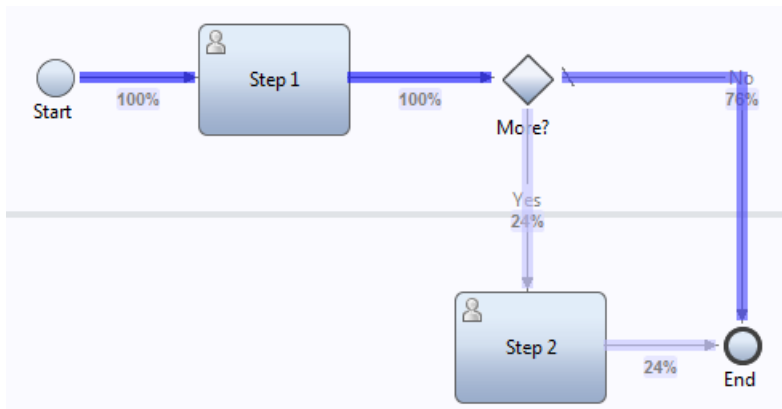 Start
100%
Step 1
100%
More?
No
76%
Yes
24%
Step 2
24%
End